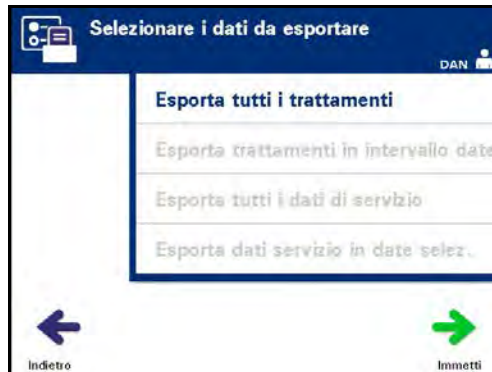 Selezionare i dati da esportare
DAN
Esporta tutti i trattamenti
Esporta trattamenti in intervallo date
Esporta tutti i dati di servizio
Esporta dati servizio in date selez.
Indietro
Immetti